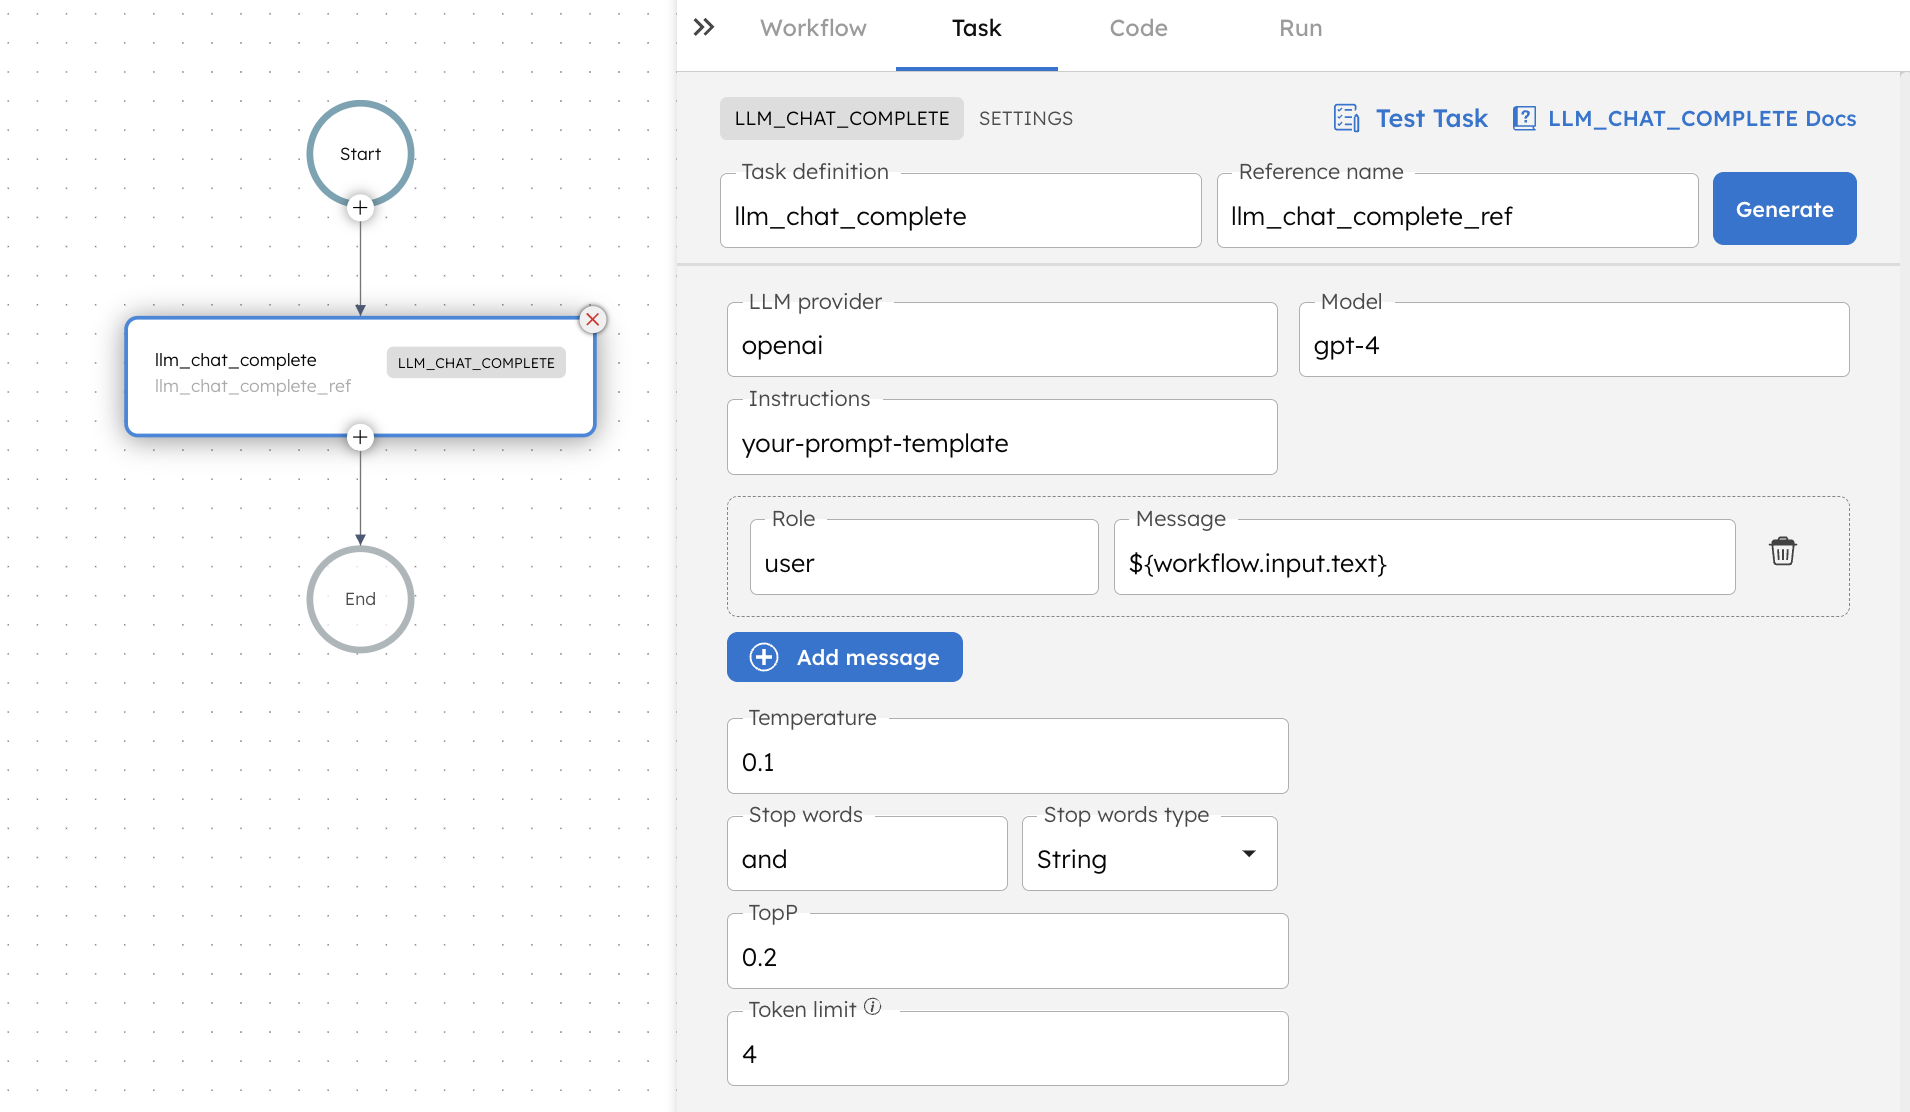 Start
llm_chat_complete
LLM_CHAT_COMPLETE
llm_chat_complete_ref
End
Workflow Task Code Run
LLM_CHAT_COMPLETE SETTINGS Test Task LLM_CHAT_COMPLETE Docs
Task definition
llm_chat_complete
Reference name
llm_chat_complete_ref
Generate
LLM provider
openai
Model
gpt-4
Instructions
your-prompt-template
Role
user
Message
${workflow.input.text}
Add message
Temperature
0.1
Stop words
and
Stop words type
String
TopP
0.2
Token limit
4